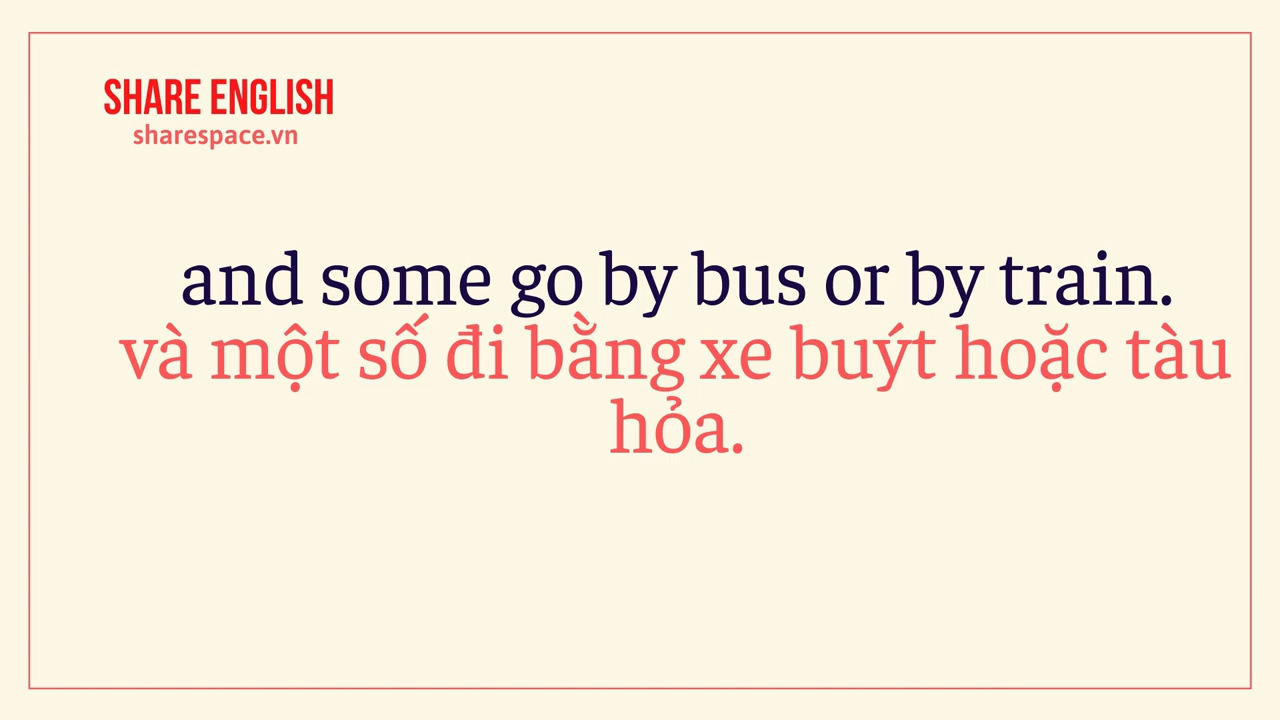 SHARE ENGLISH
sharespace.vn
and some go by bus or by train.
và một số đi bằng xe buýt hoặc tàu
hỏa.